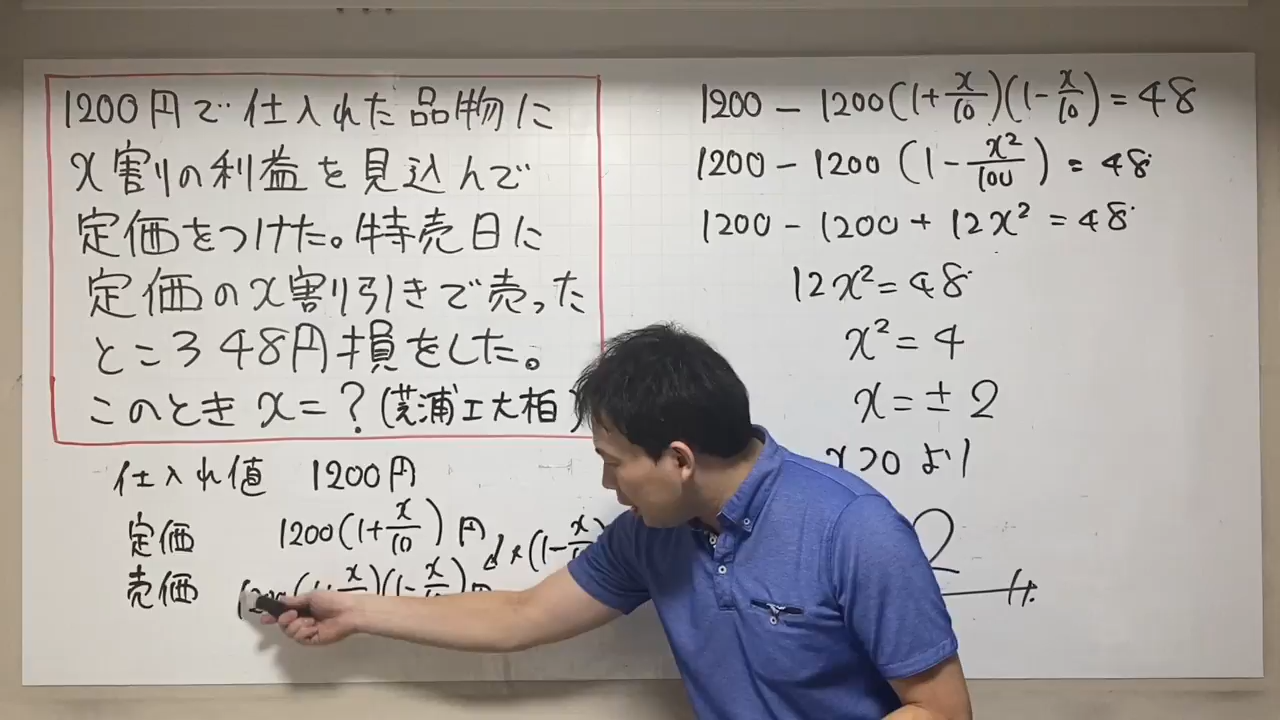 1200円で仕入れた品物に
x割りの利益を見込んで
定価をつけた。特売日に
定価のx割り引きで売った
ところ48円損をした。
このときx=?(芝浦工大柏)
仕入れ値 1200円
定価 1200(1+x/10)円
×(1-x/
売価 1200(1+x/)(1-x/10)円
1200-1200(1+x/10)(1-x/10)=48
1200-1200(1-x²/100)=48
1200-1200+12x²=48
12x²=48
x²=4
x=±2
x>0より
2